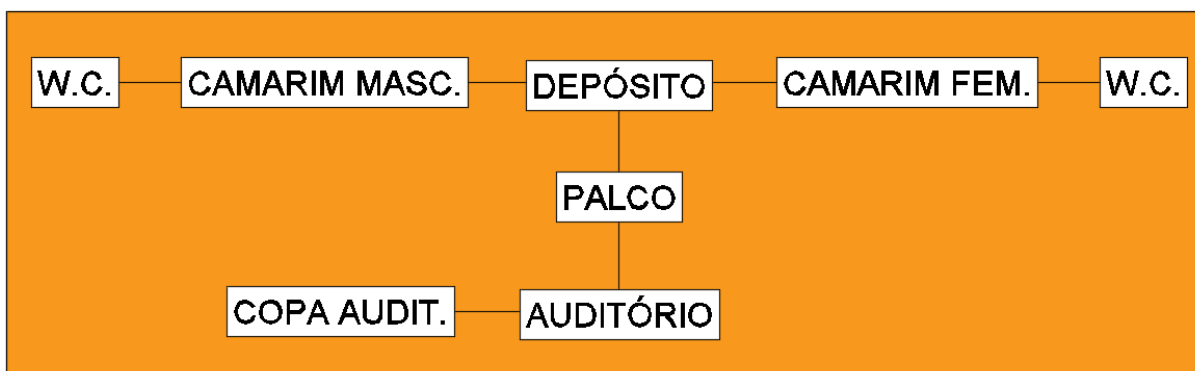 W.C. CAMARIM MASC. DEPÓSITO CAMARIM FEM. W.C.
PALCO
COPA AUDIT. AUDITÓRIO